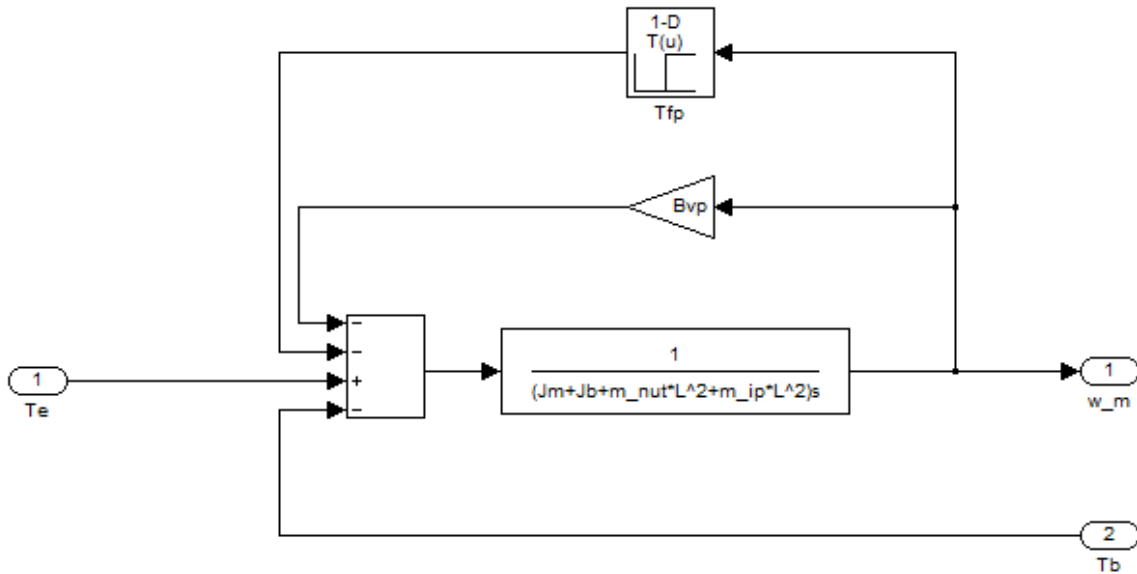 1-D
T(u)
Tfp
Bvp
−
−
+
−
1
Te
1
(Jm+Jb+m_nut*L^2+m_ip*L^2)s
1
w_m
2
Tb